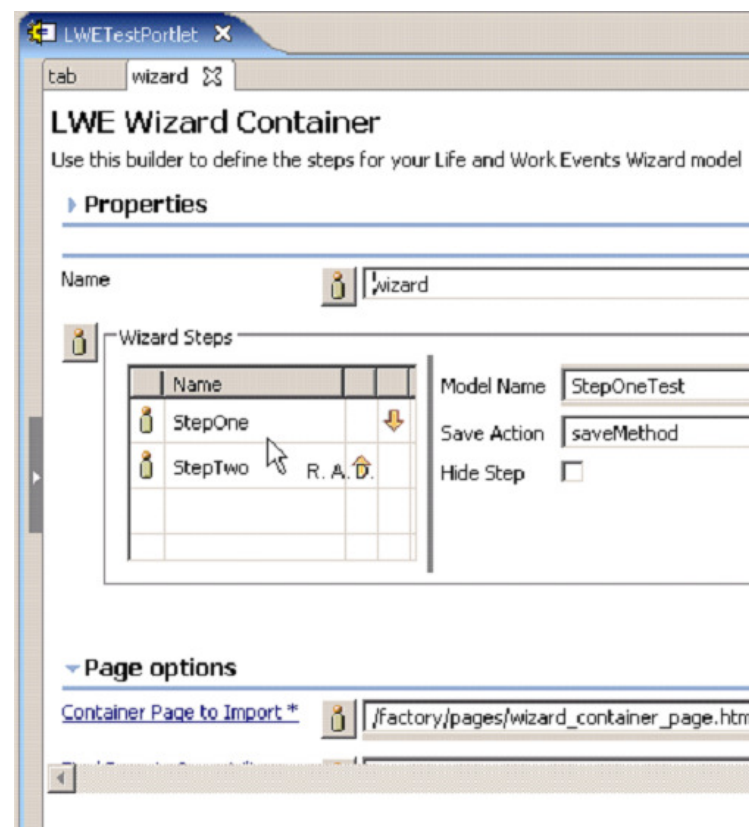 LWETestPortlet
tab wizard
LWE Wizard Container
Use this builder to define the steps for your Life and Work Events Wizard model
Properties
Name wizard
Wizard Steps
Name
Model Name StepOneTest
StepOne
Save Action saveMethod
StepTwo R. A. D.
Hide Step
Page options
Container Page to Import * /factory/pages/wizard_container_page.htm